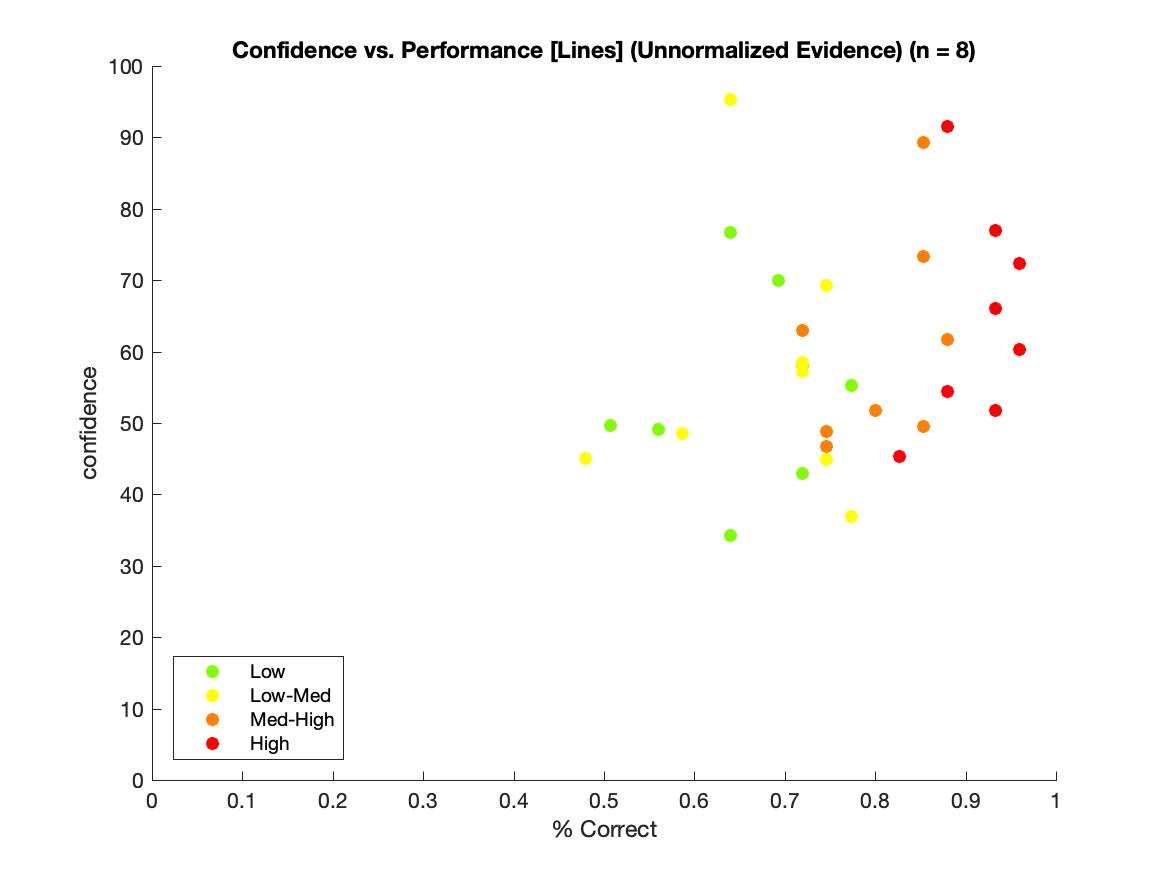 Confidence vs. Performance [Lines] (Unnormalized Evidence) (n = 8)
100
90
80
70
60
50
40
30
20
10
0
confidence
Low
Low-Med
Med-High
High
0 0.1 0.2 0.3 0.4 0.5 0.6 0.7 0.8 0.9 1
% Correct